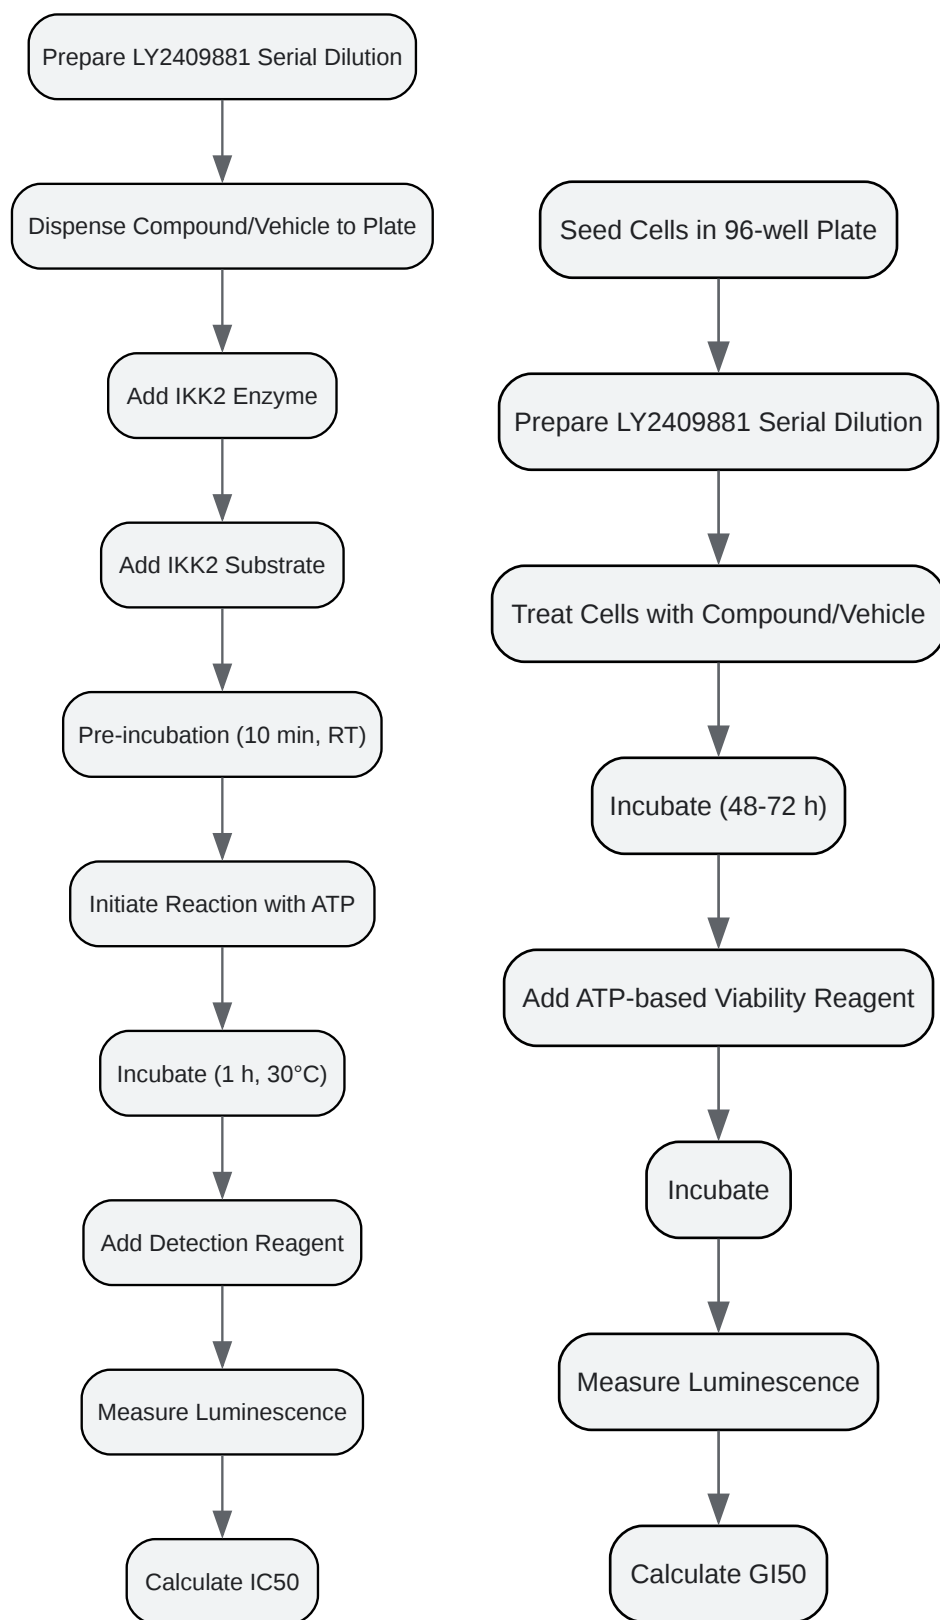 Prepare LY2409881 Serial Dilution
Dispense Compound/Vehicle to Plate
Add IKK2 Enzyme
Add IKK2 Substrate
Pre-incubation (10 min, RT)
Initiate Reaction with ATP
Incubate (1 h, 30°C)
Add Detection Reagent
Measure Luminescence
Calculate IC50
Seed Cells in 96-well Plate
Prepare LY2409881 Serial Dilution
Treat Cells with Compound/Vehicle
Incubate (48-72 h)
Add ATP-based Viability Reagent
Incubate
Measure Luminescence
Calculate GI50